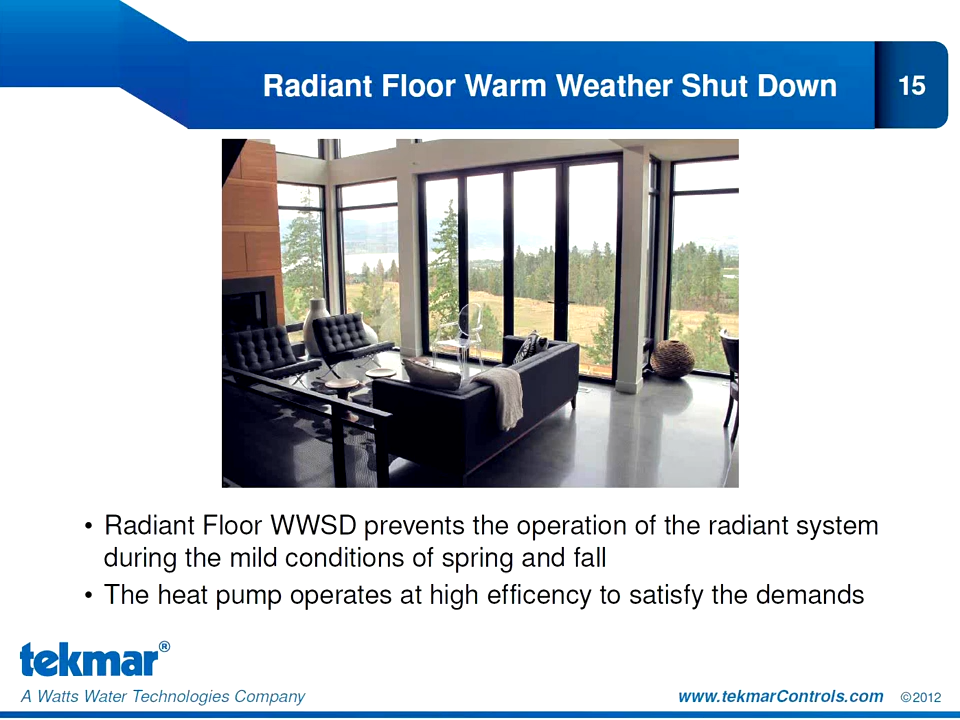 Radiant Floor Warm Weather Shut Down
15
• Radiant Floor WWSD prevents the operation of the radiant system
during the mild conditions of spring and fall
• The heat pump operates at high efficency to satisfy the demands
tekmar®
A Watts Water Technologies Company
www.tekmarControls.com ©2012